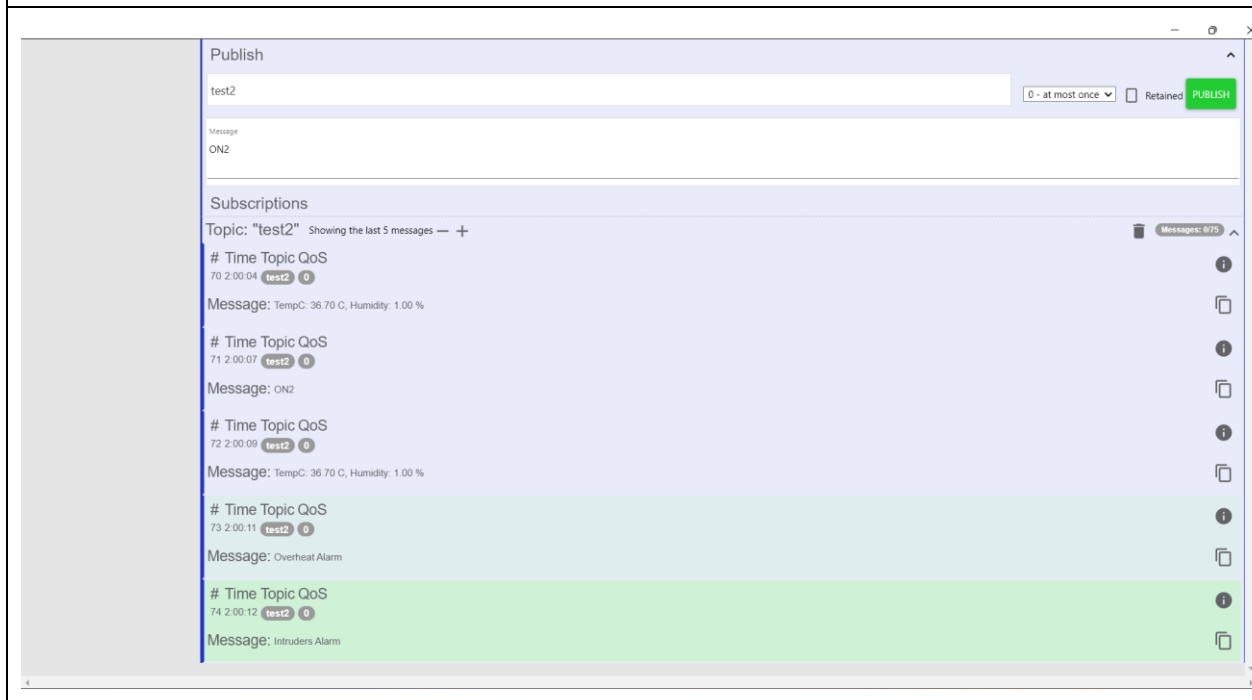 Publish
test2
0 - at most once Retained PUBLISH
Message
ON2
Subscriptions
Topic: "test2" Showing the last 5 messages — + Messages: 0/75
# Time Topic QoS
70 2:00:04 test2 0
Message: TempC: 36.70 C, Humidity: 1.00 %
# Time Topic QoS
71 2:00:07 test2 0
Message: ON2
# Time Topic QoS
72 2:00:09 test2 0
Message: TempC: 36.70 C, Humidity: 1.00 %
# Time Topic QoS
73 2:00:11 test2 0
Message: Overheat Alarm
# Time Topic QoS
74 2:00:12 test2 0
Message: Intruders Alarm